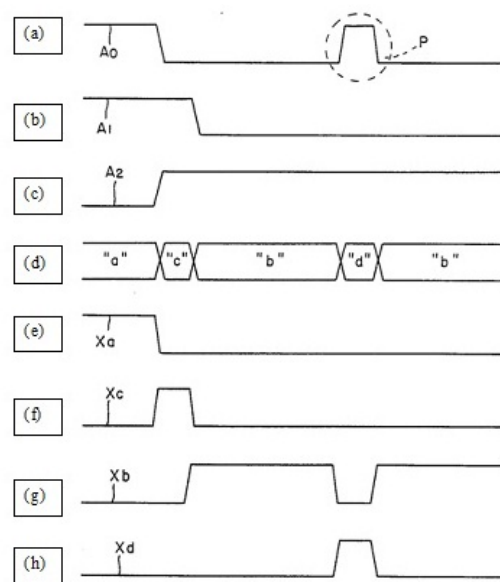 (a) A0 P
(b) A1
(c) A2
(d) "a" "c" "b" "d" "b"
(e) Xa
(f) Xc
(g) Xb
(h) Xd